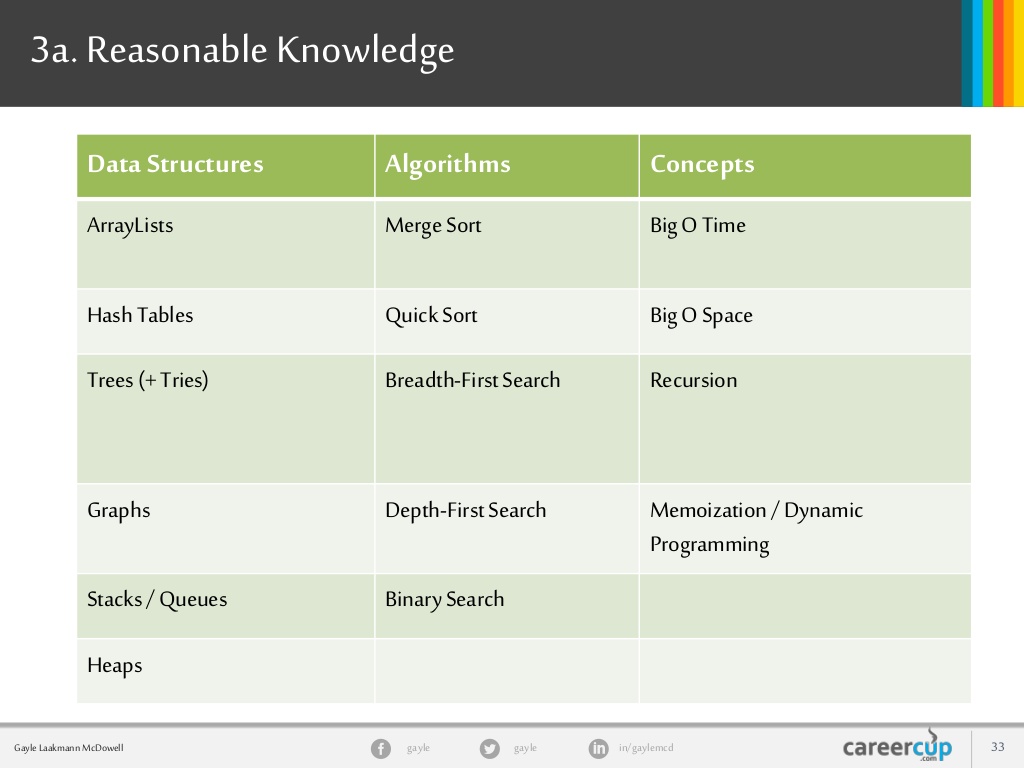 3a. Reasonable Knowledge
Data Structures Algorithms Concepts
ArrayLists Merge Sort Big O Time
Hash Tables Quick Sort Big O Space
Trees (+ Tries) Breadth-First Search Recursion
Graphs Depth-First Search Memoization / Dynamic
Programming
Stacks / Queues Binary Search
Heaps
Gayle Laakmann McDowell f gayle gayle in in/gaylemcd careercup 33
.com